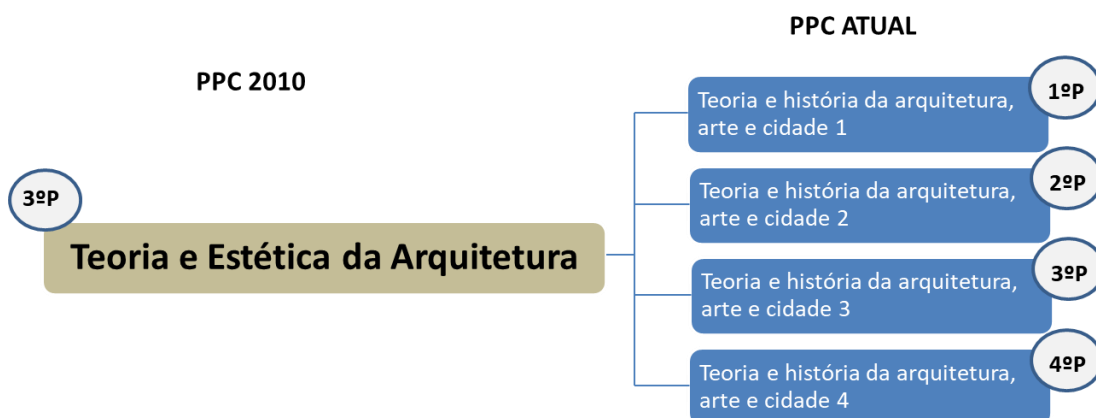 PPC ATUAL
PPC 2010
1ºP
Teoria e história da arquitetura,
arte e cidade 1
2ºP
Teoria e história da arquitetura,
arte e cidade 2
3ºP
Teoria e Estética da Arquitetura
3ºP
Teoria e história da arquitetura,
arte e cidade 3
4ºP
Teoria e história da arquitetura,
arte e cidade 4